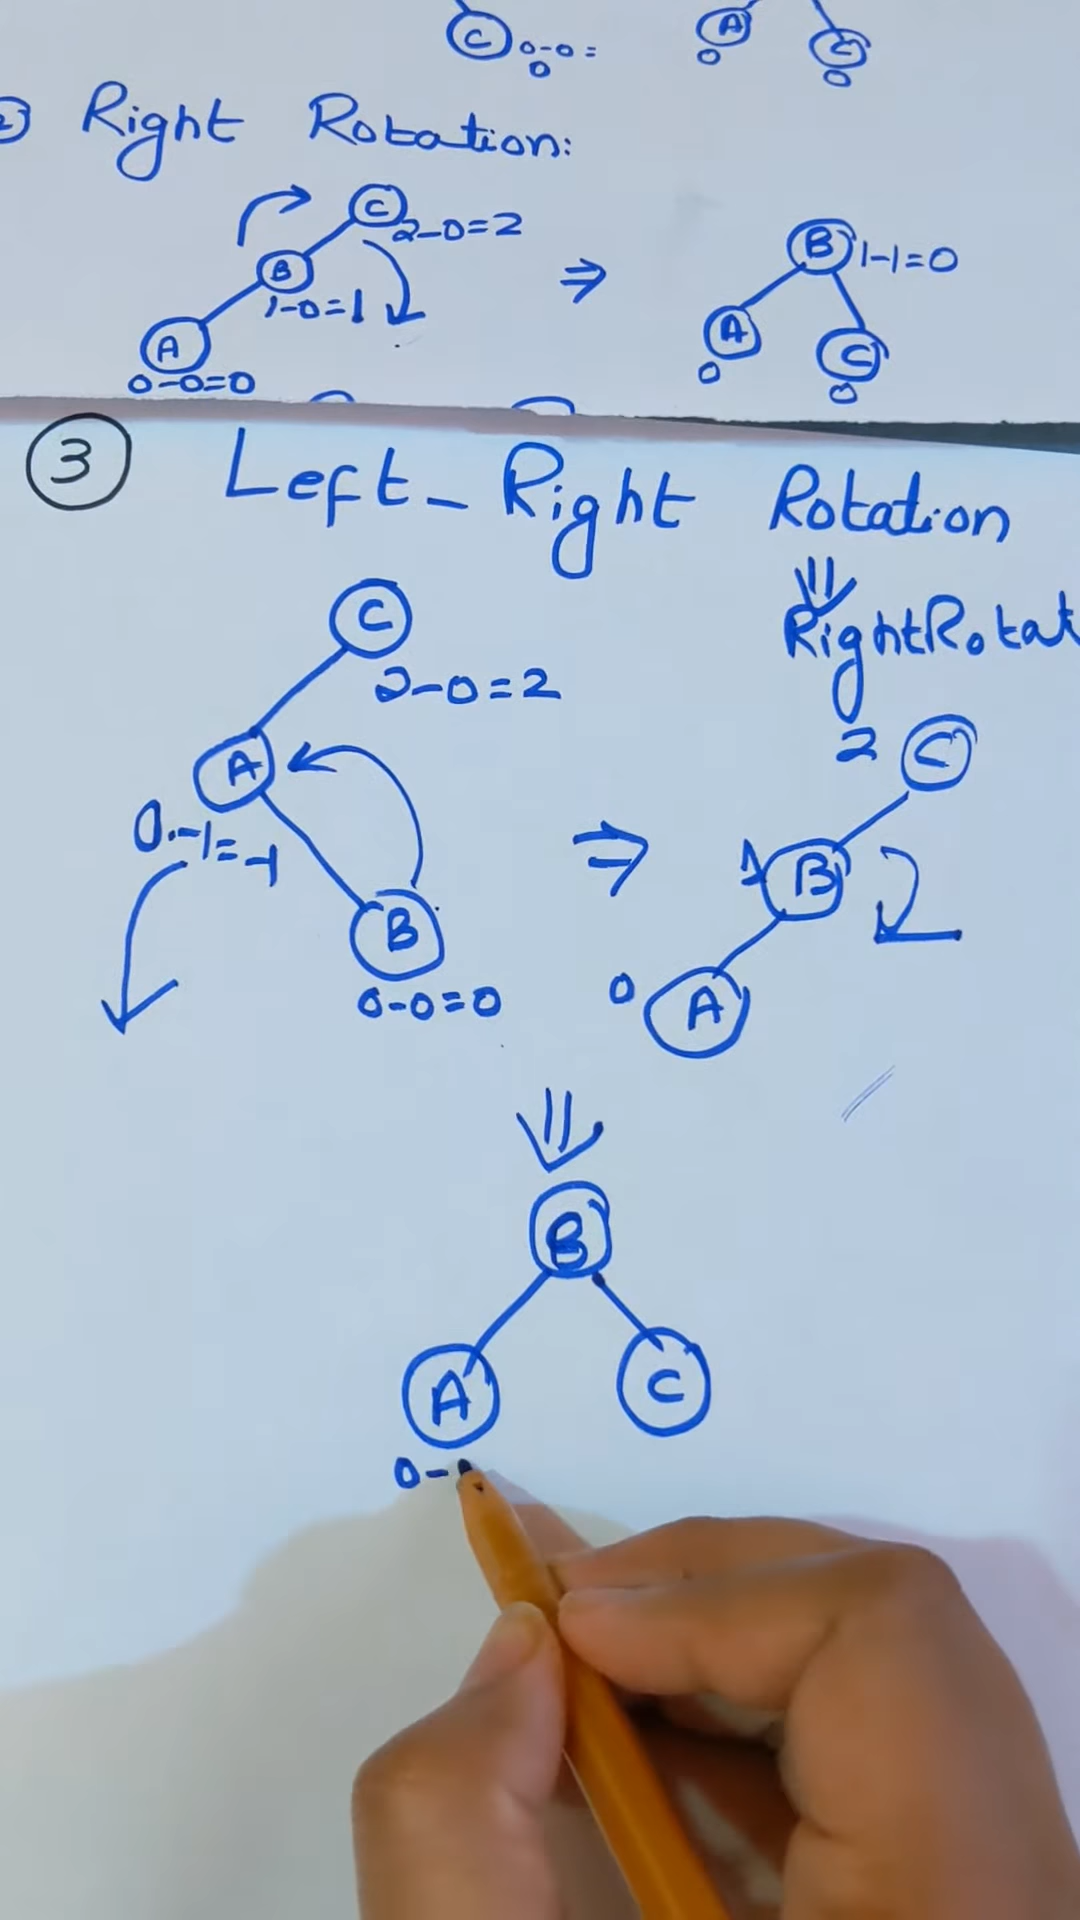 C 0-0= A C
0 0 0
2 Right Rotation:
C 2-0=2
B 1-0=1
A 0-0=0
⇒
B 1-1=0
A C
0 0
3 Left-Right Rotation
⇓
RightRotat
C
2-0=2
A
0-1=-1
B
0-0=0
⇒
2 C
1 B
0 A
⇓
B
A C
0-